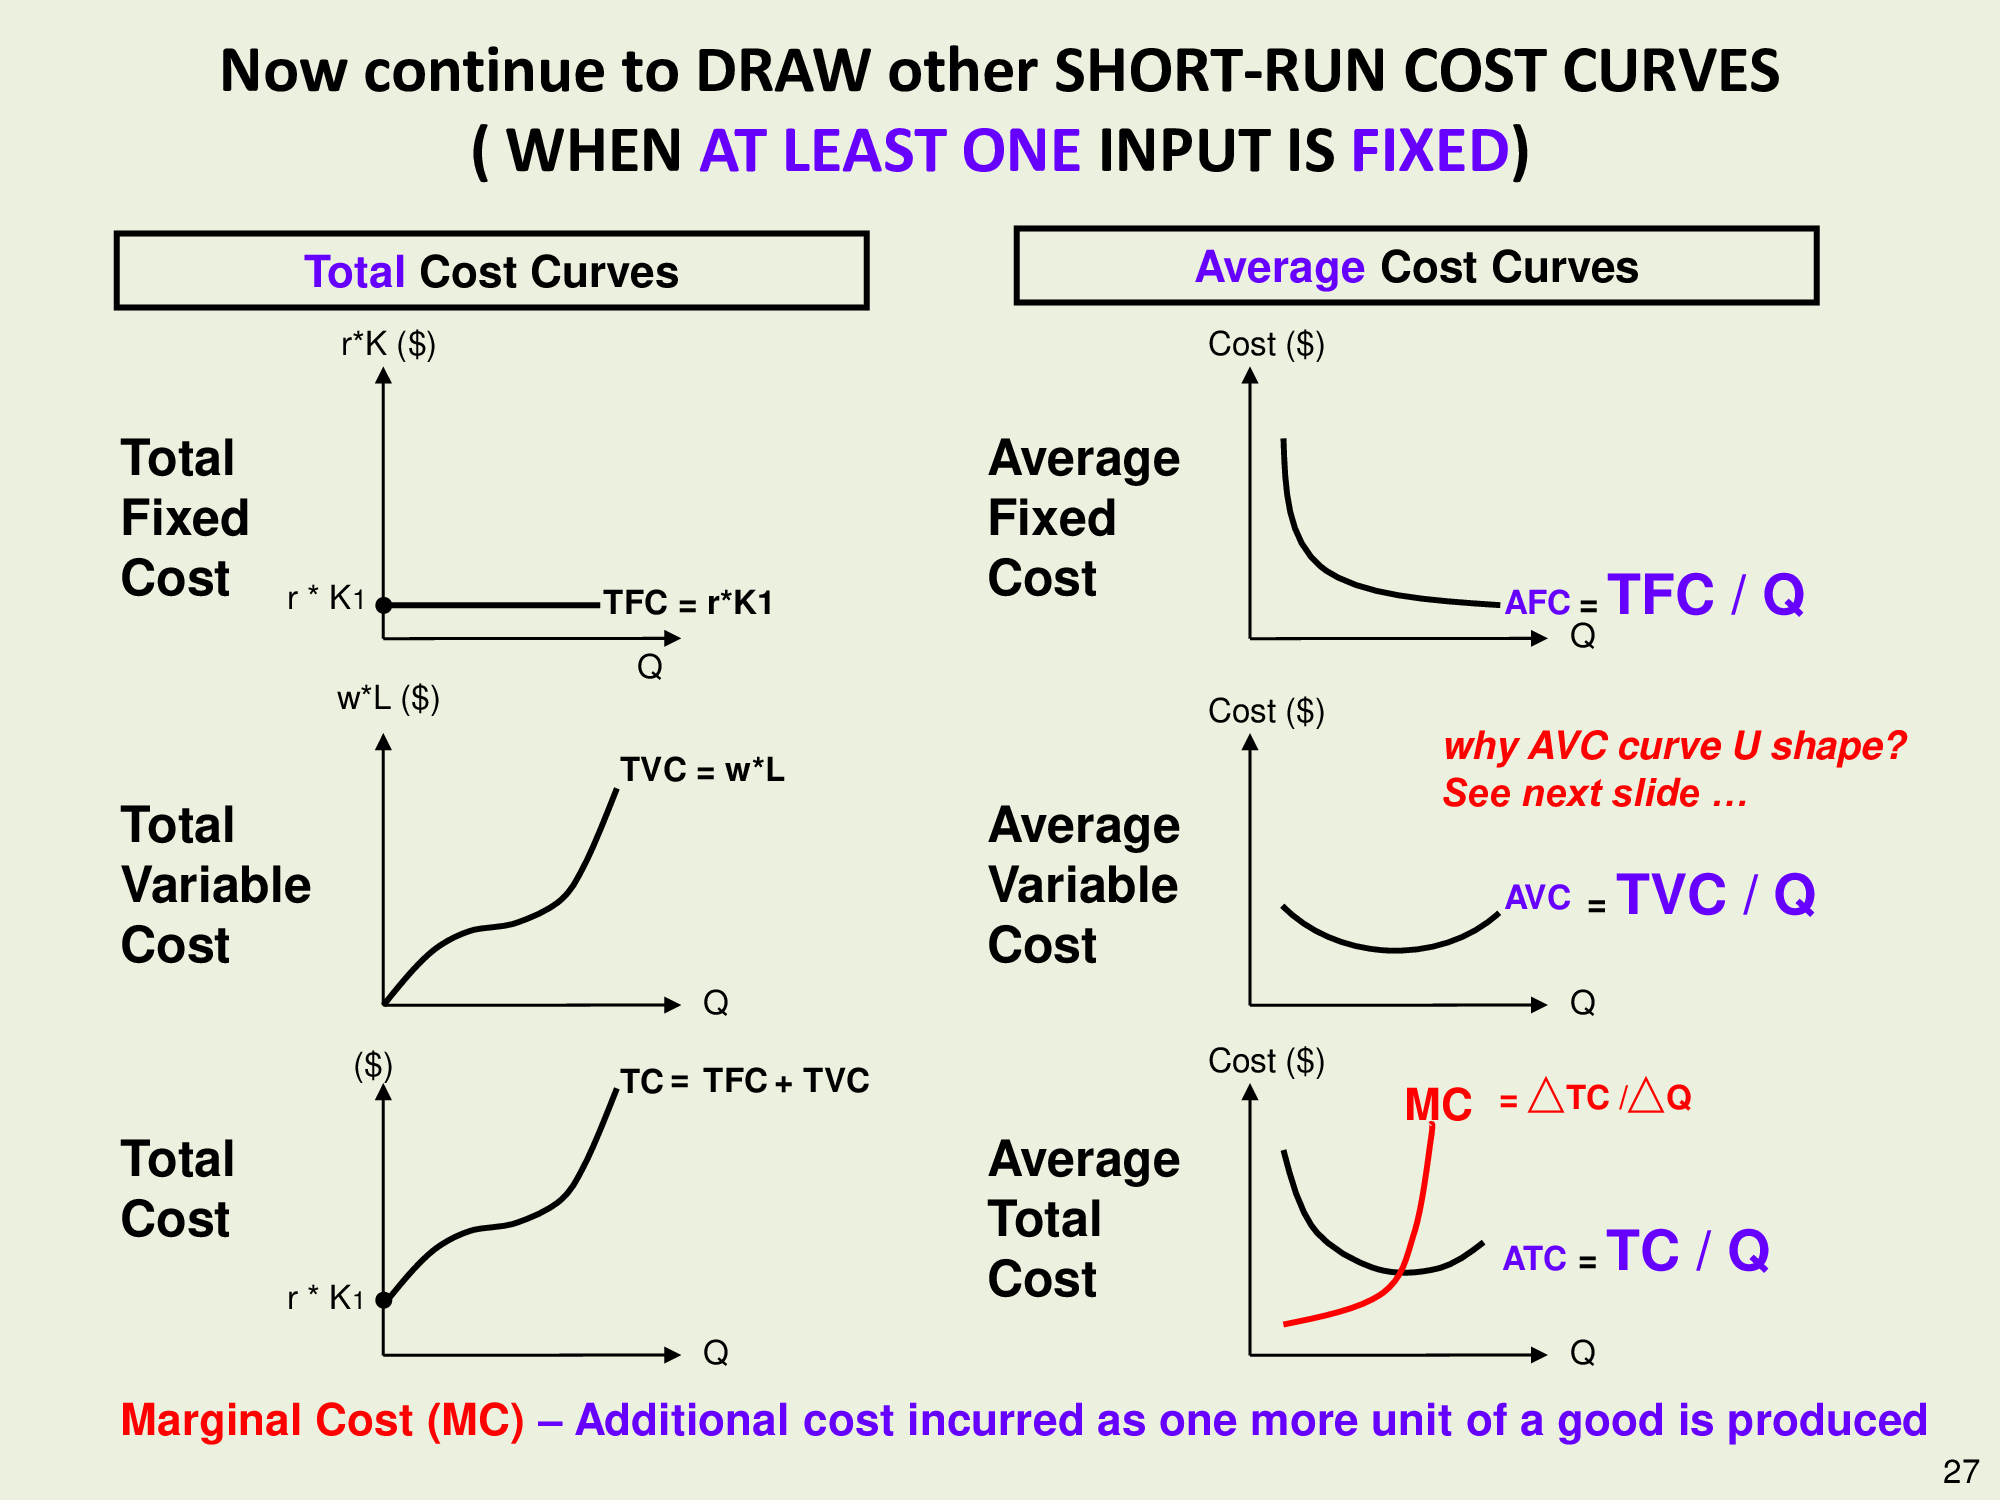 Now continue to DRAW other SHORT-RUN COST CURVES
( WHEN AT LEAST ONE INPUT IS FIXED)
Total Cost Curves
r*K ($)
Total
Fixed
Cost
r * K1
TFC = r*K1
Q
w*L ($)
TVC = w*L
Total
Variable
Cost
Q
($)
TC = TFC + TVC
Total
Cost
r * K1
Q
Average Cost Curves
Cost ($)
Average
Fixed
Cost
AFC = TFC / Q
Q
Cost ($)
why AVC curve U shape?
See next slide …
Average
Variable
Cost
AVC = TVC / Q
Q
Cost ($)
MC = △TC /△Q
Average
Total
Cost
ATC = TC / Q
Q
Marginal Cost (MC) – Additional cost incurred as one more unit of a good is produced
27